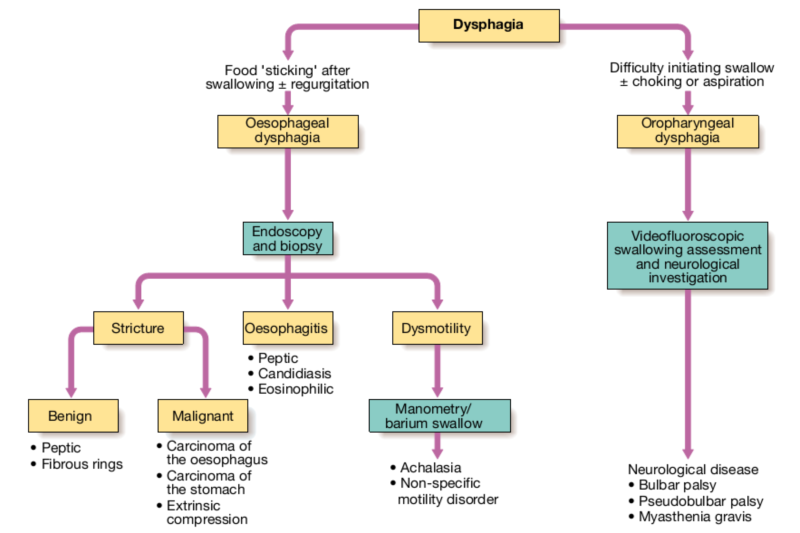 Dysphagia
Food 'sticking' after
swallowing ± regurgitation
Difficulty initiating swallow
± choking or aspiration
Oesophageal
dysphagia
Oropharyngeal
dysphagia
Endoscopy
and biopsy
Videofluoroscopic
swallowing assessment
and neurological
investigation
Stricture
Oesophagitis
Dysmotility
• Peptic
• Candidiasis
• Eosinophilic
Benign
Malignant
Manometry/
barium swallow
• Peptic
• Fibrous rings
• Carcinoma of
the oesophagus
• Carcinoma of
the stomach
• Extrinsic
compression
• Achalasia
• Non-specific
motility disorder
Neurological disease
• Bulbar palsy
• Pseudobulbar palsy
• Myasthenia gravis